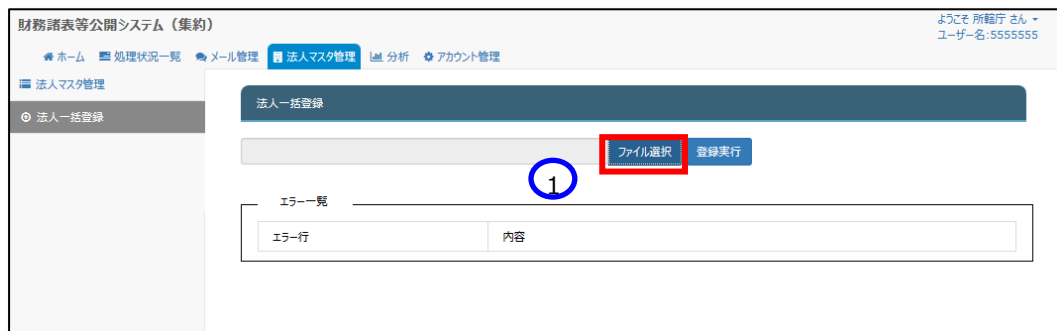 財務諸表等公開システム（集約）
ようこそ 所轄庁 さん
ユーザー名:5555555
ホーム 処理状況一覧 メール管理 法人マスタ管理 分析 アカウント管理
法人マスタ管理
法人一括登録
法人一括登録
ファイル選択 登録実行
1
エラー一覧
エラー行 内容